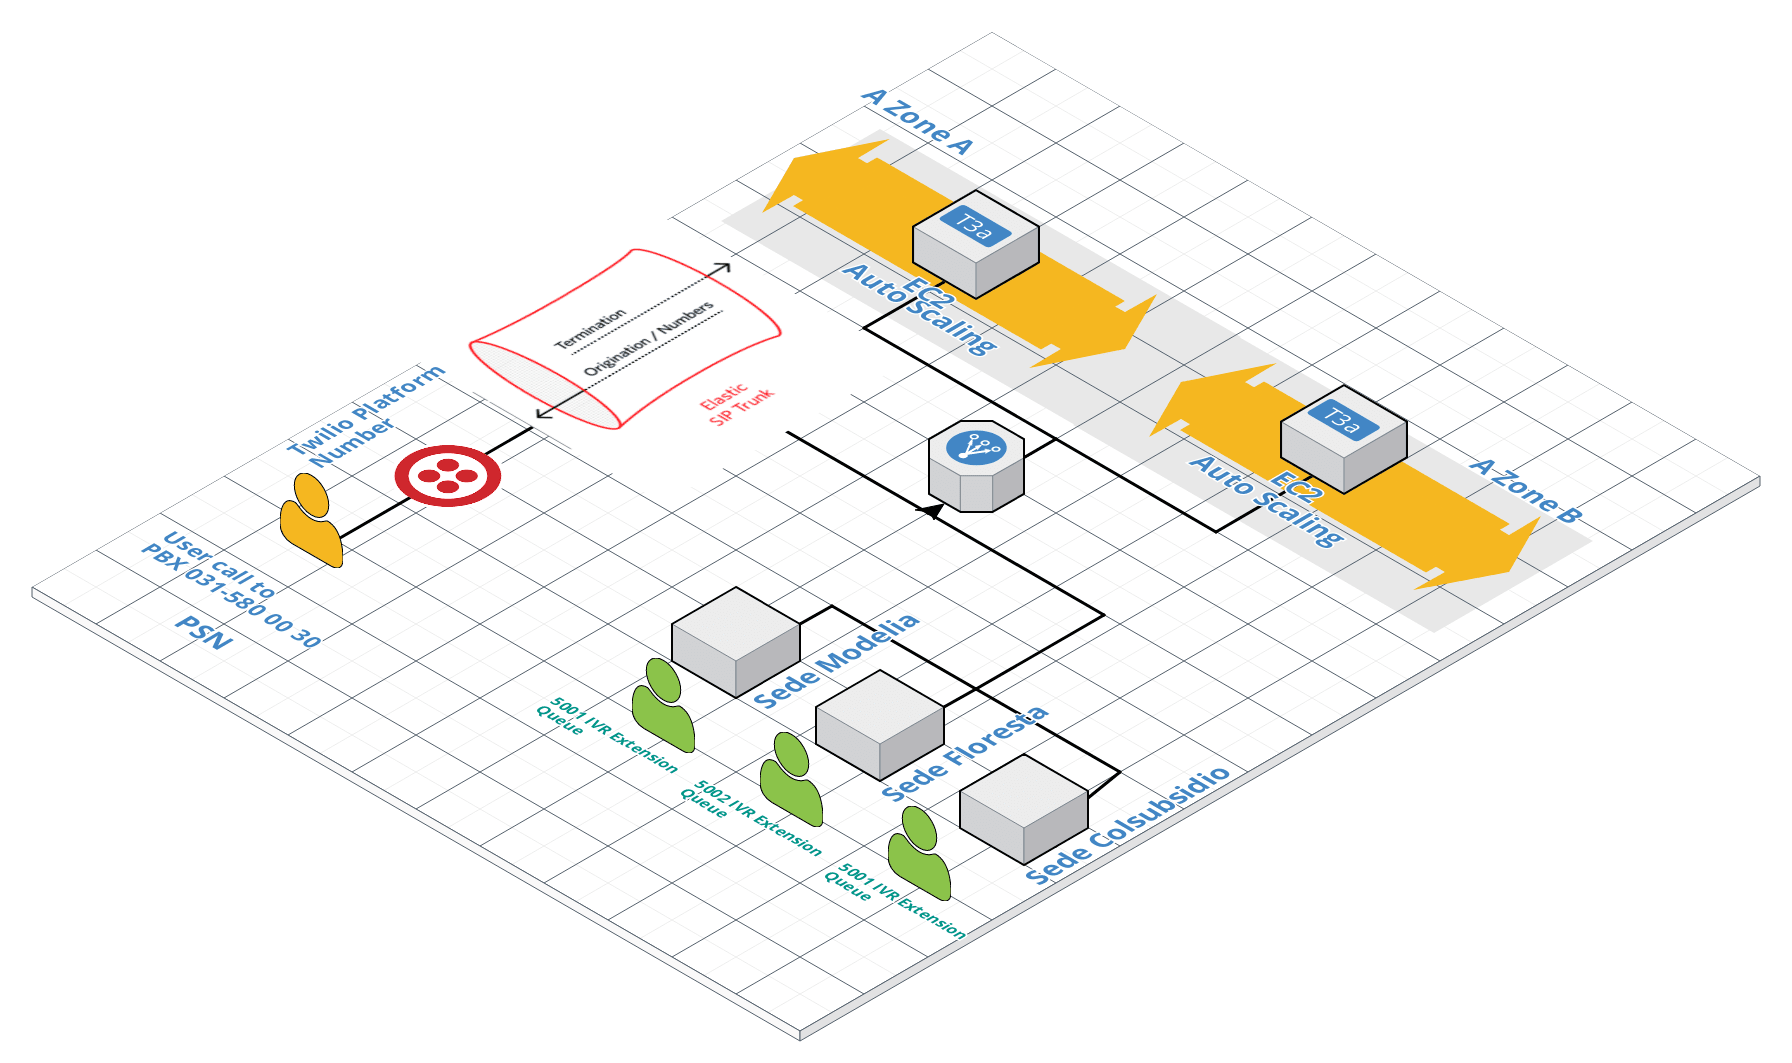 A Zone A
T3a
EC2
Auto Scaling
T3a
EC2
Auto Scaling
A Zone B
Termination
Origination / Numbers
Elastic
SIP Trunk
Twilio Platform
Number
User call to
PBX 031-580 00 30
PSN
Sede Modelia
5001 IVR Extension
Queue
Sede Floresta
5002 IVR Extension
Queue
Sede Colsubsidio
5001 IVR Extension
Queue